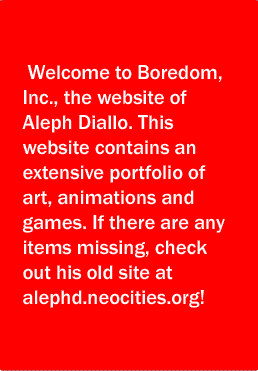 Welcome to Boredom,
Inc., the website of
Aleph Diallo. This
website contains an
extensive portfolio of
art, animations and
games. If there are any
items missing, check
out his old site at
alephd.neocities.org!